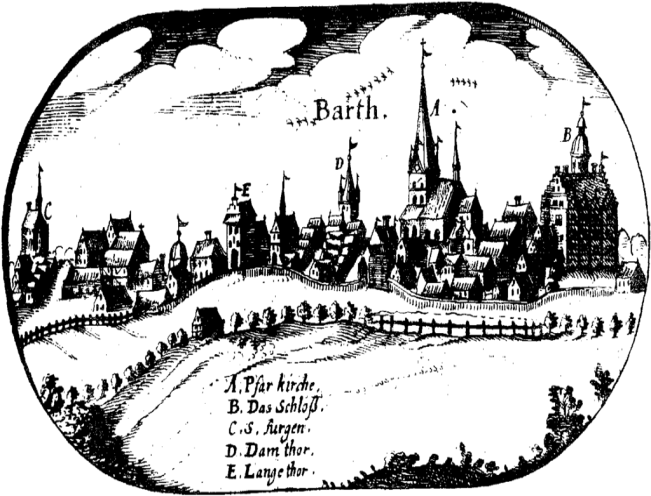 Barth.
A.
B
D
E
C
A. Pfar kirche.
B. Das Schloß.
C. S. Jurgen.
D. Dam thor.
E. Lange thor.